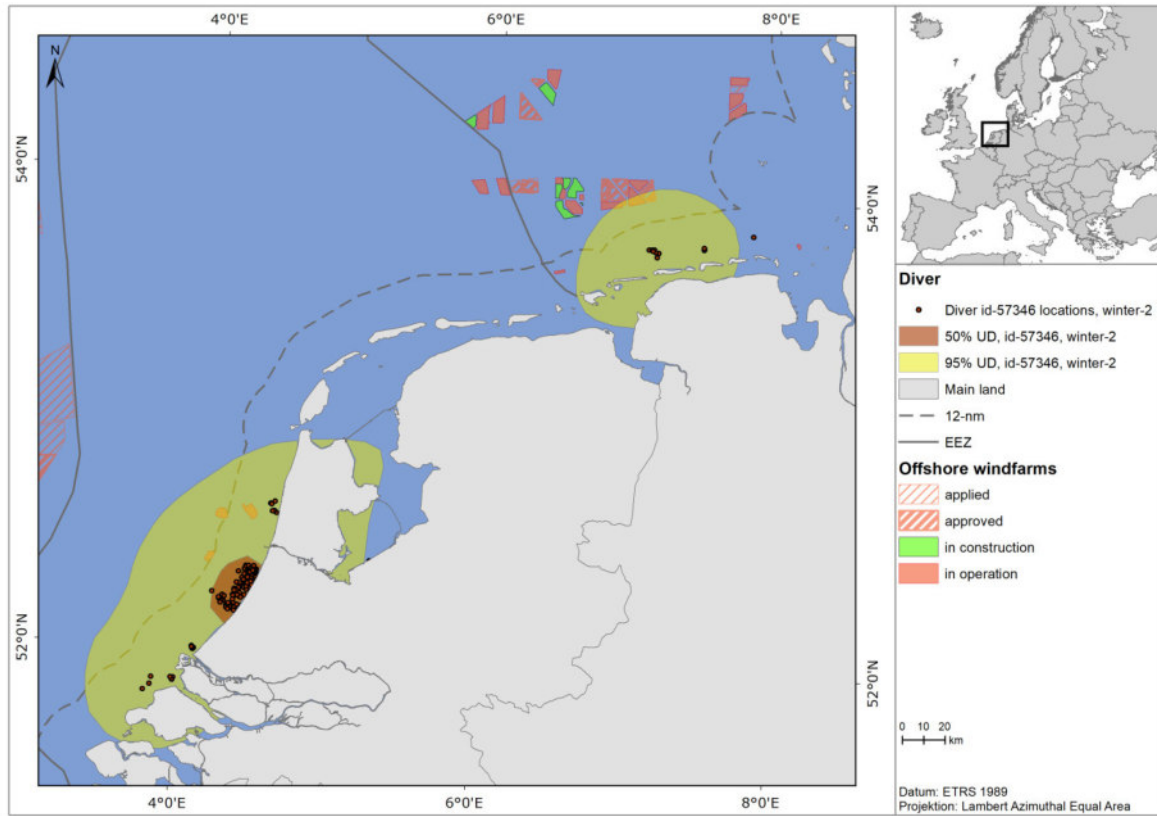 4°0'E
6°0'E
8°0'E
N
54°0'N
54°0'N
52°0'N
52°0'N
4°0'E
6°0'E
8°0'E
Diver
Diver id-57346 locations, winter-2
50% UD, id-57346, winter-2
95% UD, id-57346, winter-2
Main land
12-nm
EEZ
Offshore windfarms
applied
approved
in construction
in operation
0 10 20
km
Datum: ETRS 1989
Projektion: Lambert Azimuthal Equal Area